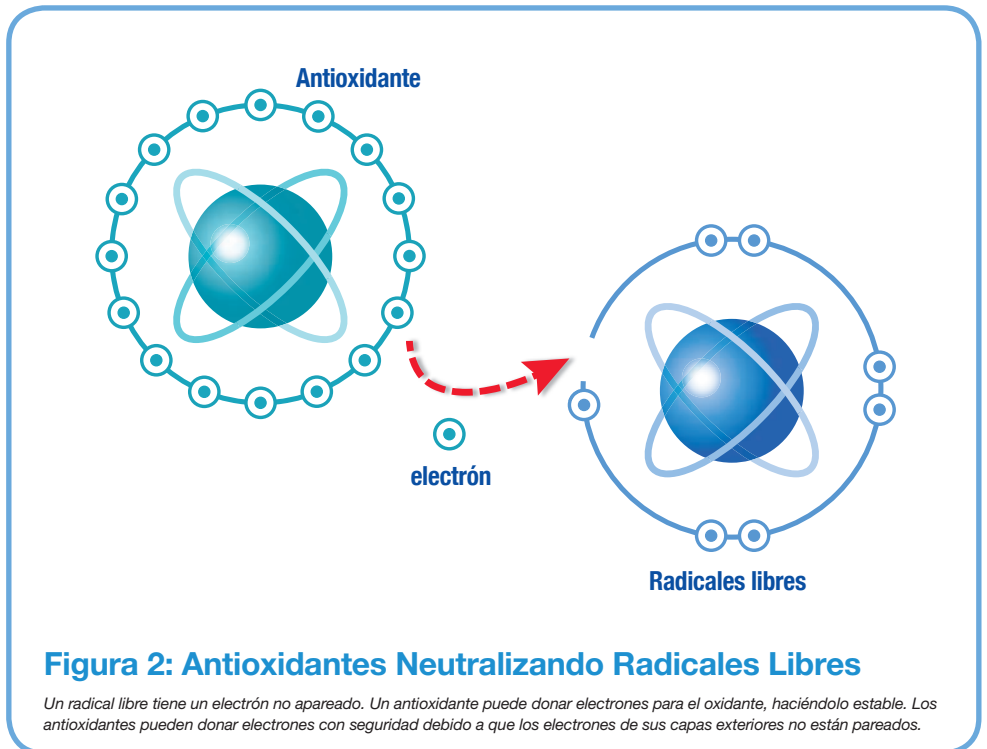 Antioxidante
electrón
Radicales libres
Figura 2: Antioxidantes Neutralizando Radicales Libres
Un radical libre tiene un electrón no apareado. Un antioxidante puede donar electrones para el oxidante, haciéndolo estable. Los
antioxidantes pueden donar electrones con seguridad debido a que los electrones de sus capas exteriores no están pareados.